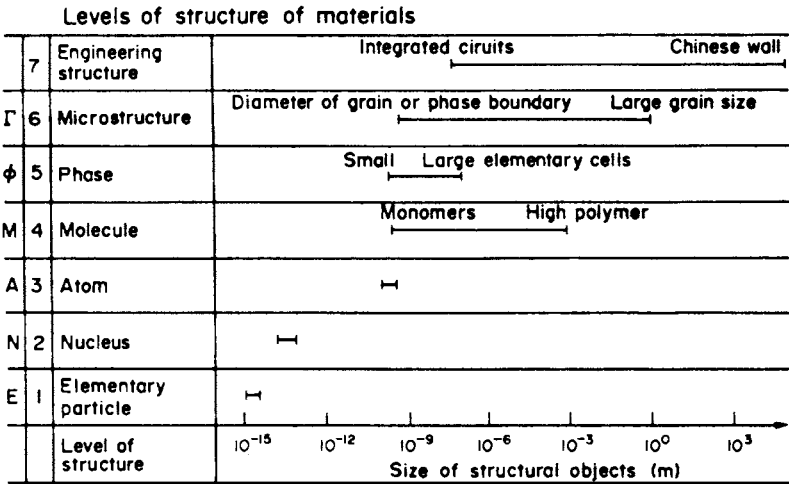 Levels of structure of materials
7 Engineering structure Integrated ciruits Chinese wall
Γ 6 Microstructure Diameter of grain or phase boundary Large grain size
ϕ 5 Phase Small Large elementary cells
M 4 Molecule Monomers High polymer
A 3 Atom
N 2 Nucleus
E 1 Elementary particle
Level of structure 10⁻¹⁵ 10⁻¹² 10⁻⁹ 10⁻⁶ 10⁻³ 10⁰ 10³
Size of structural objects (m)